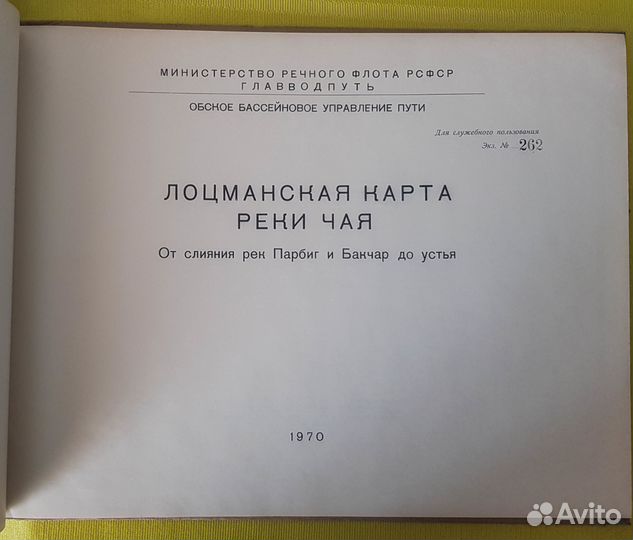 МИНИСТЕРСТВО РЕЧНОГО ФЛОТА РСФСР
ГЛАВВОДПУТЬ
ОБСКОЕ БАССЕЙНОВОЕ УПРАВЛЕНИЕ ПУТИ
Для служебного пользования
Экз. № 262
ЛОЦМАНСКАЯ КАРТА
РЕКИ ЧАЯ
От слияния рек Парбиг и Бакчар до устья
1970
Avito